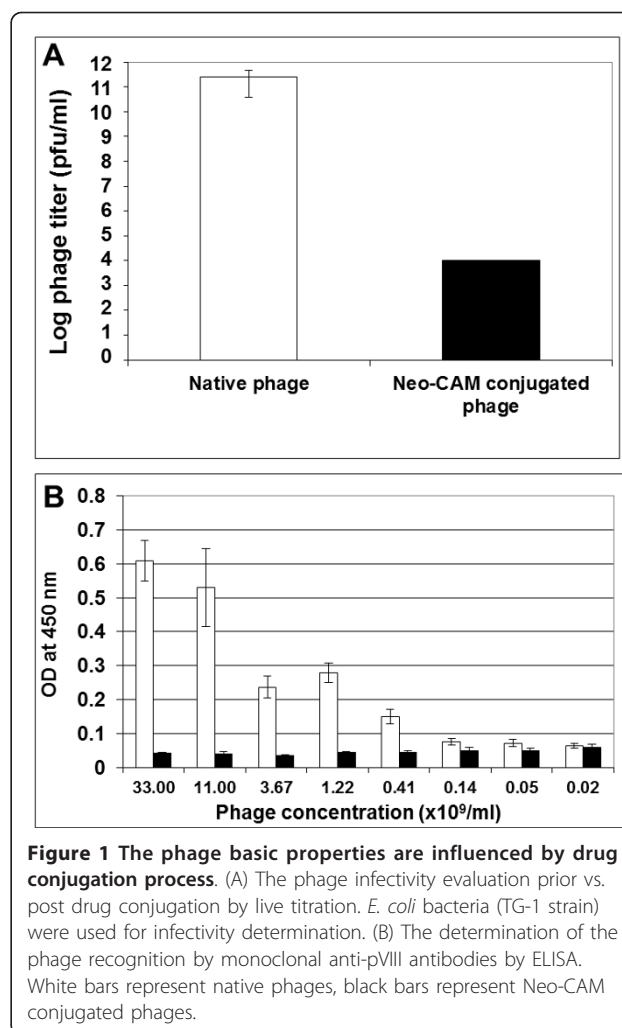 A
Log phage titer (pfu/ml)
12
11
10
9
8
7
6
5
4
3
2
1
0
Native phage
Neo-CAM conjugated
phage
B
OD at 450 nm
0.8
0.7
0.6
0.5
0.4
0.3
0.2
0.1
0
33.00 11.00 3.67 1.22 0.41 0.14 0.05 0.02
Phage concentration (x10⁹/ml)
Figure 1 The phage basic properties are influenced by drug
conjugation process. (A) The phage infectivity evaluation prior vs.
post drug conjugation by live titration. E. coli bacteria (TG-1 strain)
were used for infectivity determination. (B) The determination of the
phage recognition by monoclonal anti-pVIII antibodies by ELISA.
White bars represent native phages, black bars represent Neo-CAM
conjugated phages.